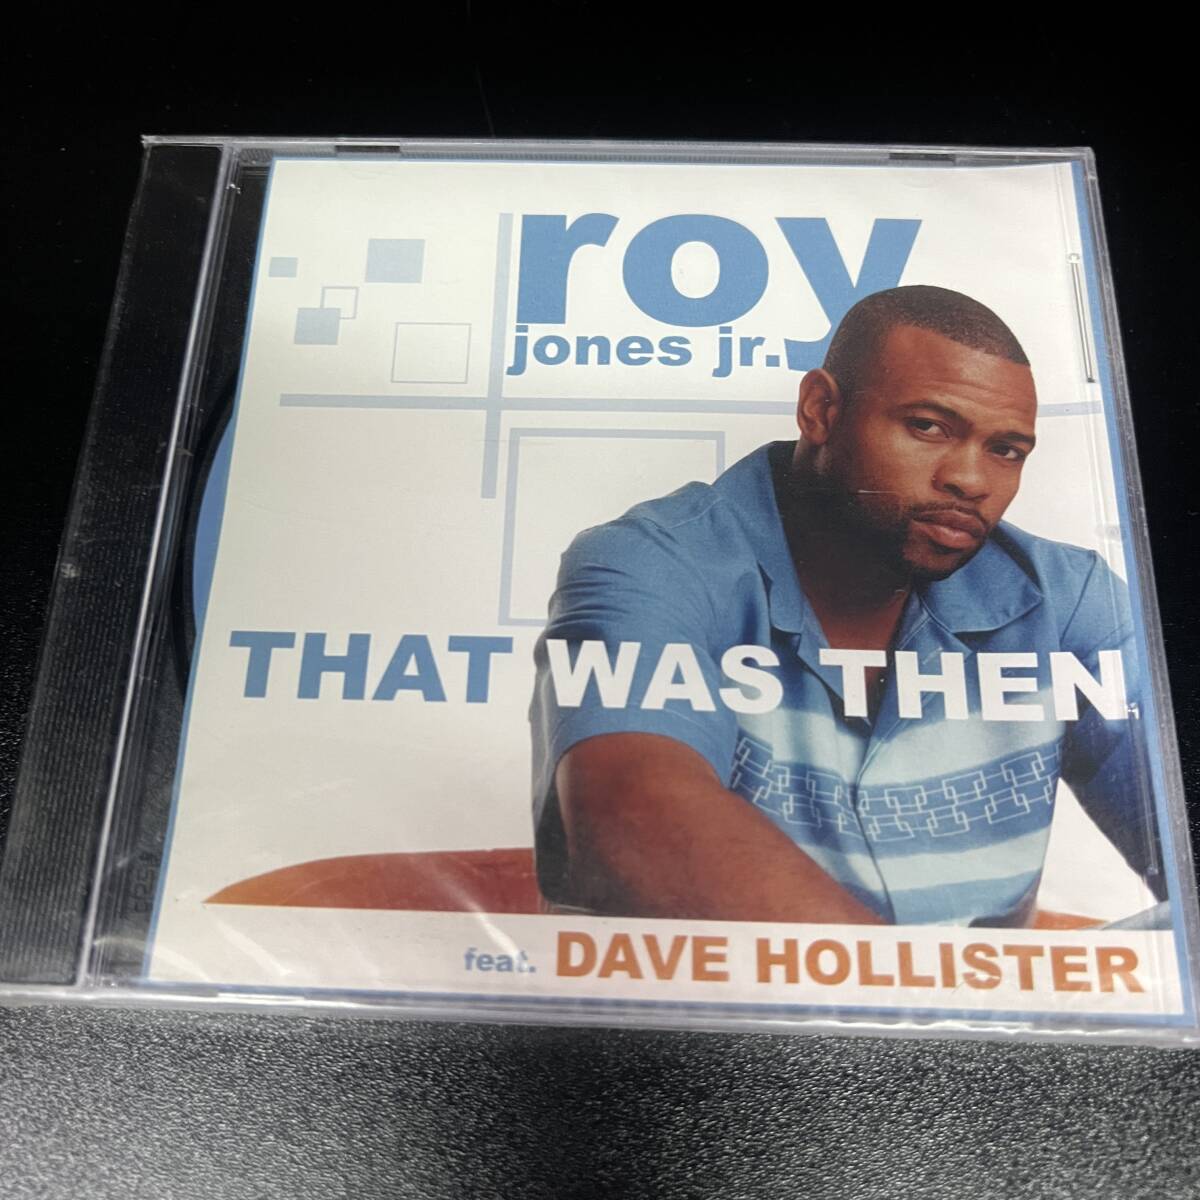 roy
jones jr.
THAT WAS THEN
feat. DAVE HOLLISTER